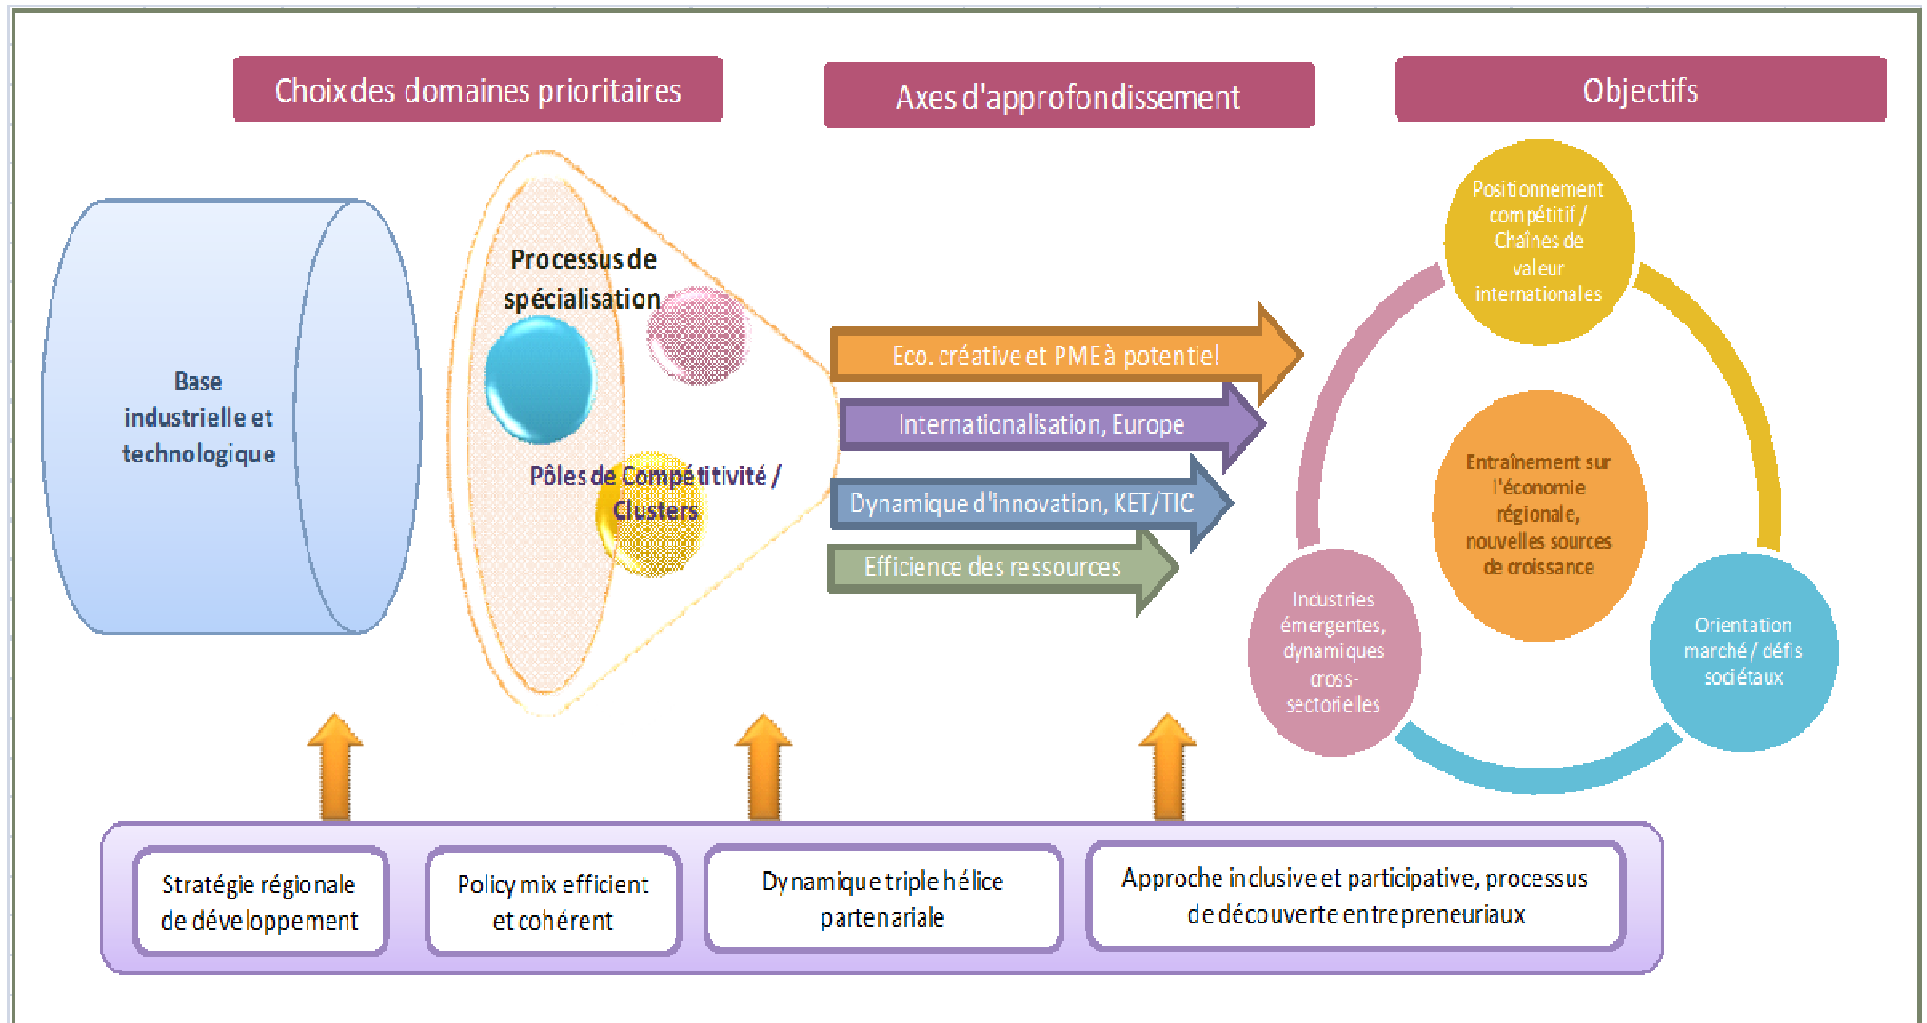 Choix des domaines prioritaires
Axes d'approfondissement
Objectifs
Base
industrielle et
technologique
Processus de
spécialisation
Pôles de Compétitivité /
Clusters
Eco. créative et PME à potentiel
Internationalisation, Europe
Dynamique d'innovation, KET/TIC
Efficience des ressources
Positionnement
compétitif /
Chaînes de
valeur
internationales
Entraînement sur
l'économie
régionale,
nouvelles sources
de croissance
Industries
émergentes,
dynamiques
cross-
sectorielles
Orientation
marché / défis
sociétaux
Stratégie régionale
de développement
Policy mix efficient
et cohérent
Dynamique triple hélice
partenariale
Approche inclusive et participative, processus
de découverte entrepreneuriaux